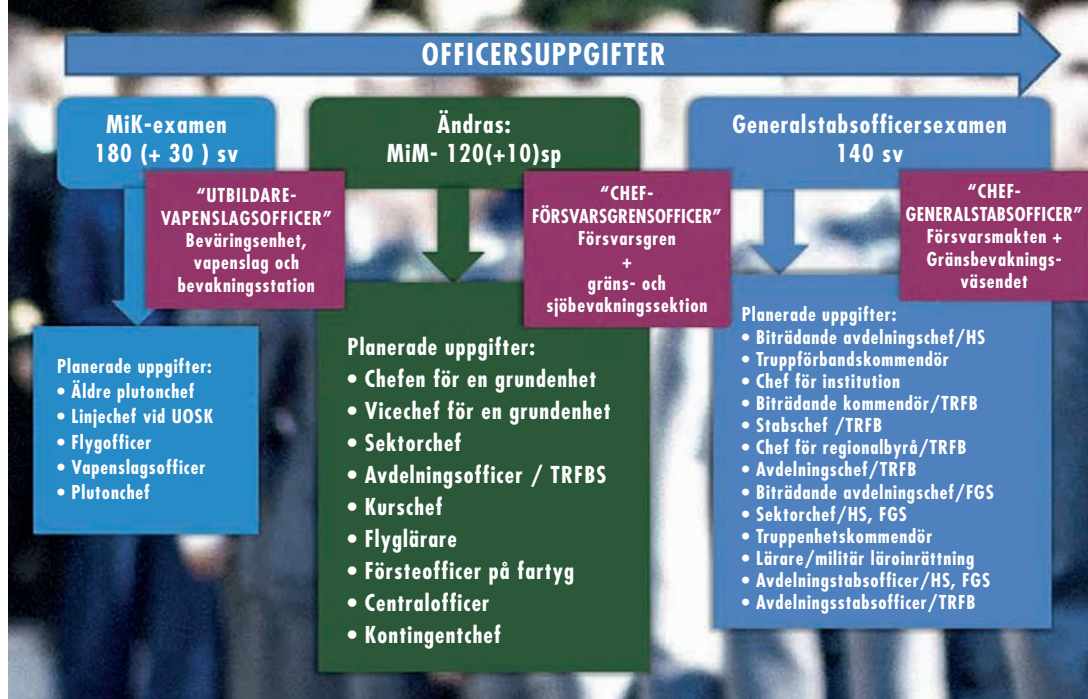 OFFICERSUPPGIFTER
MiK-examen
180 (+ 30 ) sv
"UTBILDARE-
VAPENSLAGSOFFICER"
Beväringsenhet,
vapenslag och
bevakningsstation
Planerade uppgifter:
• Äldre plutonchef
• Linjechef vid UOSK
• Flygofficer
• Vapenslagsofficer
• Plutonchef
Ändras:
MiM- 120(+10)sp
"CHEF-
FÖRSVARSGRENSOFFICER"
Försvarsgren
+
gräns- och
sjöbevakningssektion
Planerade uppgifter:
• Chefen för en grundenhet
• Vicechef för en grundenhet
• Sektorchef
• Avdelningsofficer / TRFBS
• Kurschef
• Flyglärare
• Försteofficer på fartyg
• Centralofficer
• Kontingentchef
Generalstabsofficersexamen
140 sv
"CHEF-
GENERALSTABSOFFICER"
Försvarsmakten +
Gränsbevaknings-
väsendet
Planerade uppgifter:
• Biträdande avdelningschef/HS
• Truppförbandskommendör
• Chef för institution
• Biträdande kommendör/TRFB
• Stabschef /TRFB
• Chef för regionalbyrå/TRFB
• Avdelningschef/TRFB
• Biträdande avdelningschef/FGS
• Sektorchef/HS, FGS
• Truppenhetskommendör
• Lärare/militär läroinrättning
• Avdelningstabsofficer/HS, FGS
• Avdelningsstabsofficer/TRFB